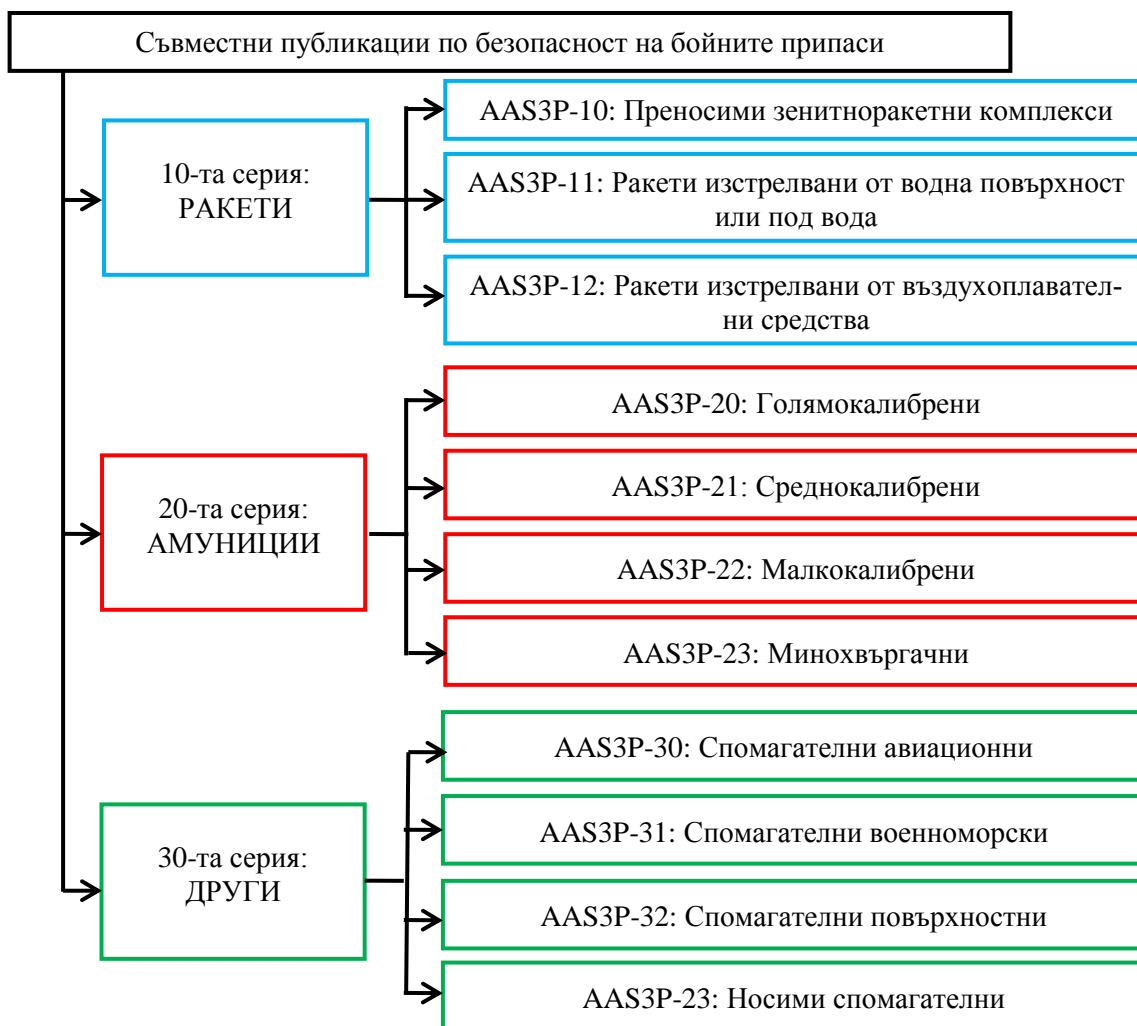 Съвместни публикации по безопасност на бойните припаси
10-та серия:
РАКЕТИ
AAS3P-10: Преносими зенитноракетни комплекси
AAS3P-11: Ракети изстрелвани от водна повърхност
или под вода
AAS3P-12: Ракети изстрелвани от въздухоплавател-
ни средства
20-та серия:
АМУНИЦИИ
AAS3P-20: Голямокалибрени
AAS3P-21: Среднокалибрени
AAS3P-22: Малкокалибрени
AAS3P-23: Минохвъргачни
30-та серия:
ДРУГИ
AAS3P-30: Спомагателни авиационни
AAS3P-31: Спомагателни военноморски
AAS3P-32: Спомагателни повърхностни
AAS3P-23: Носими спомагателни